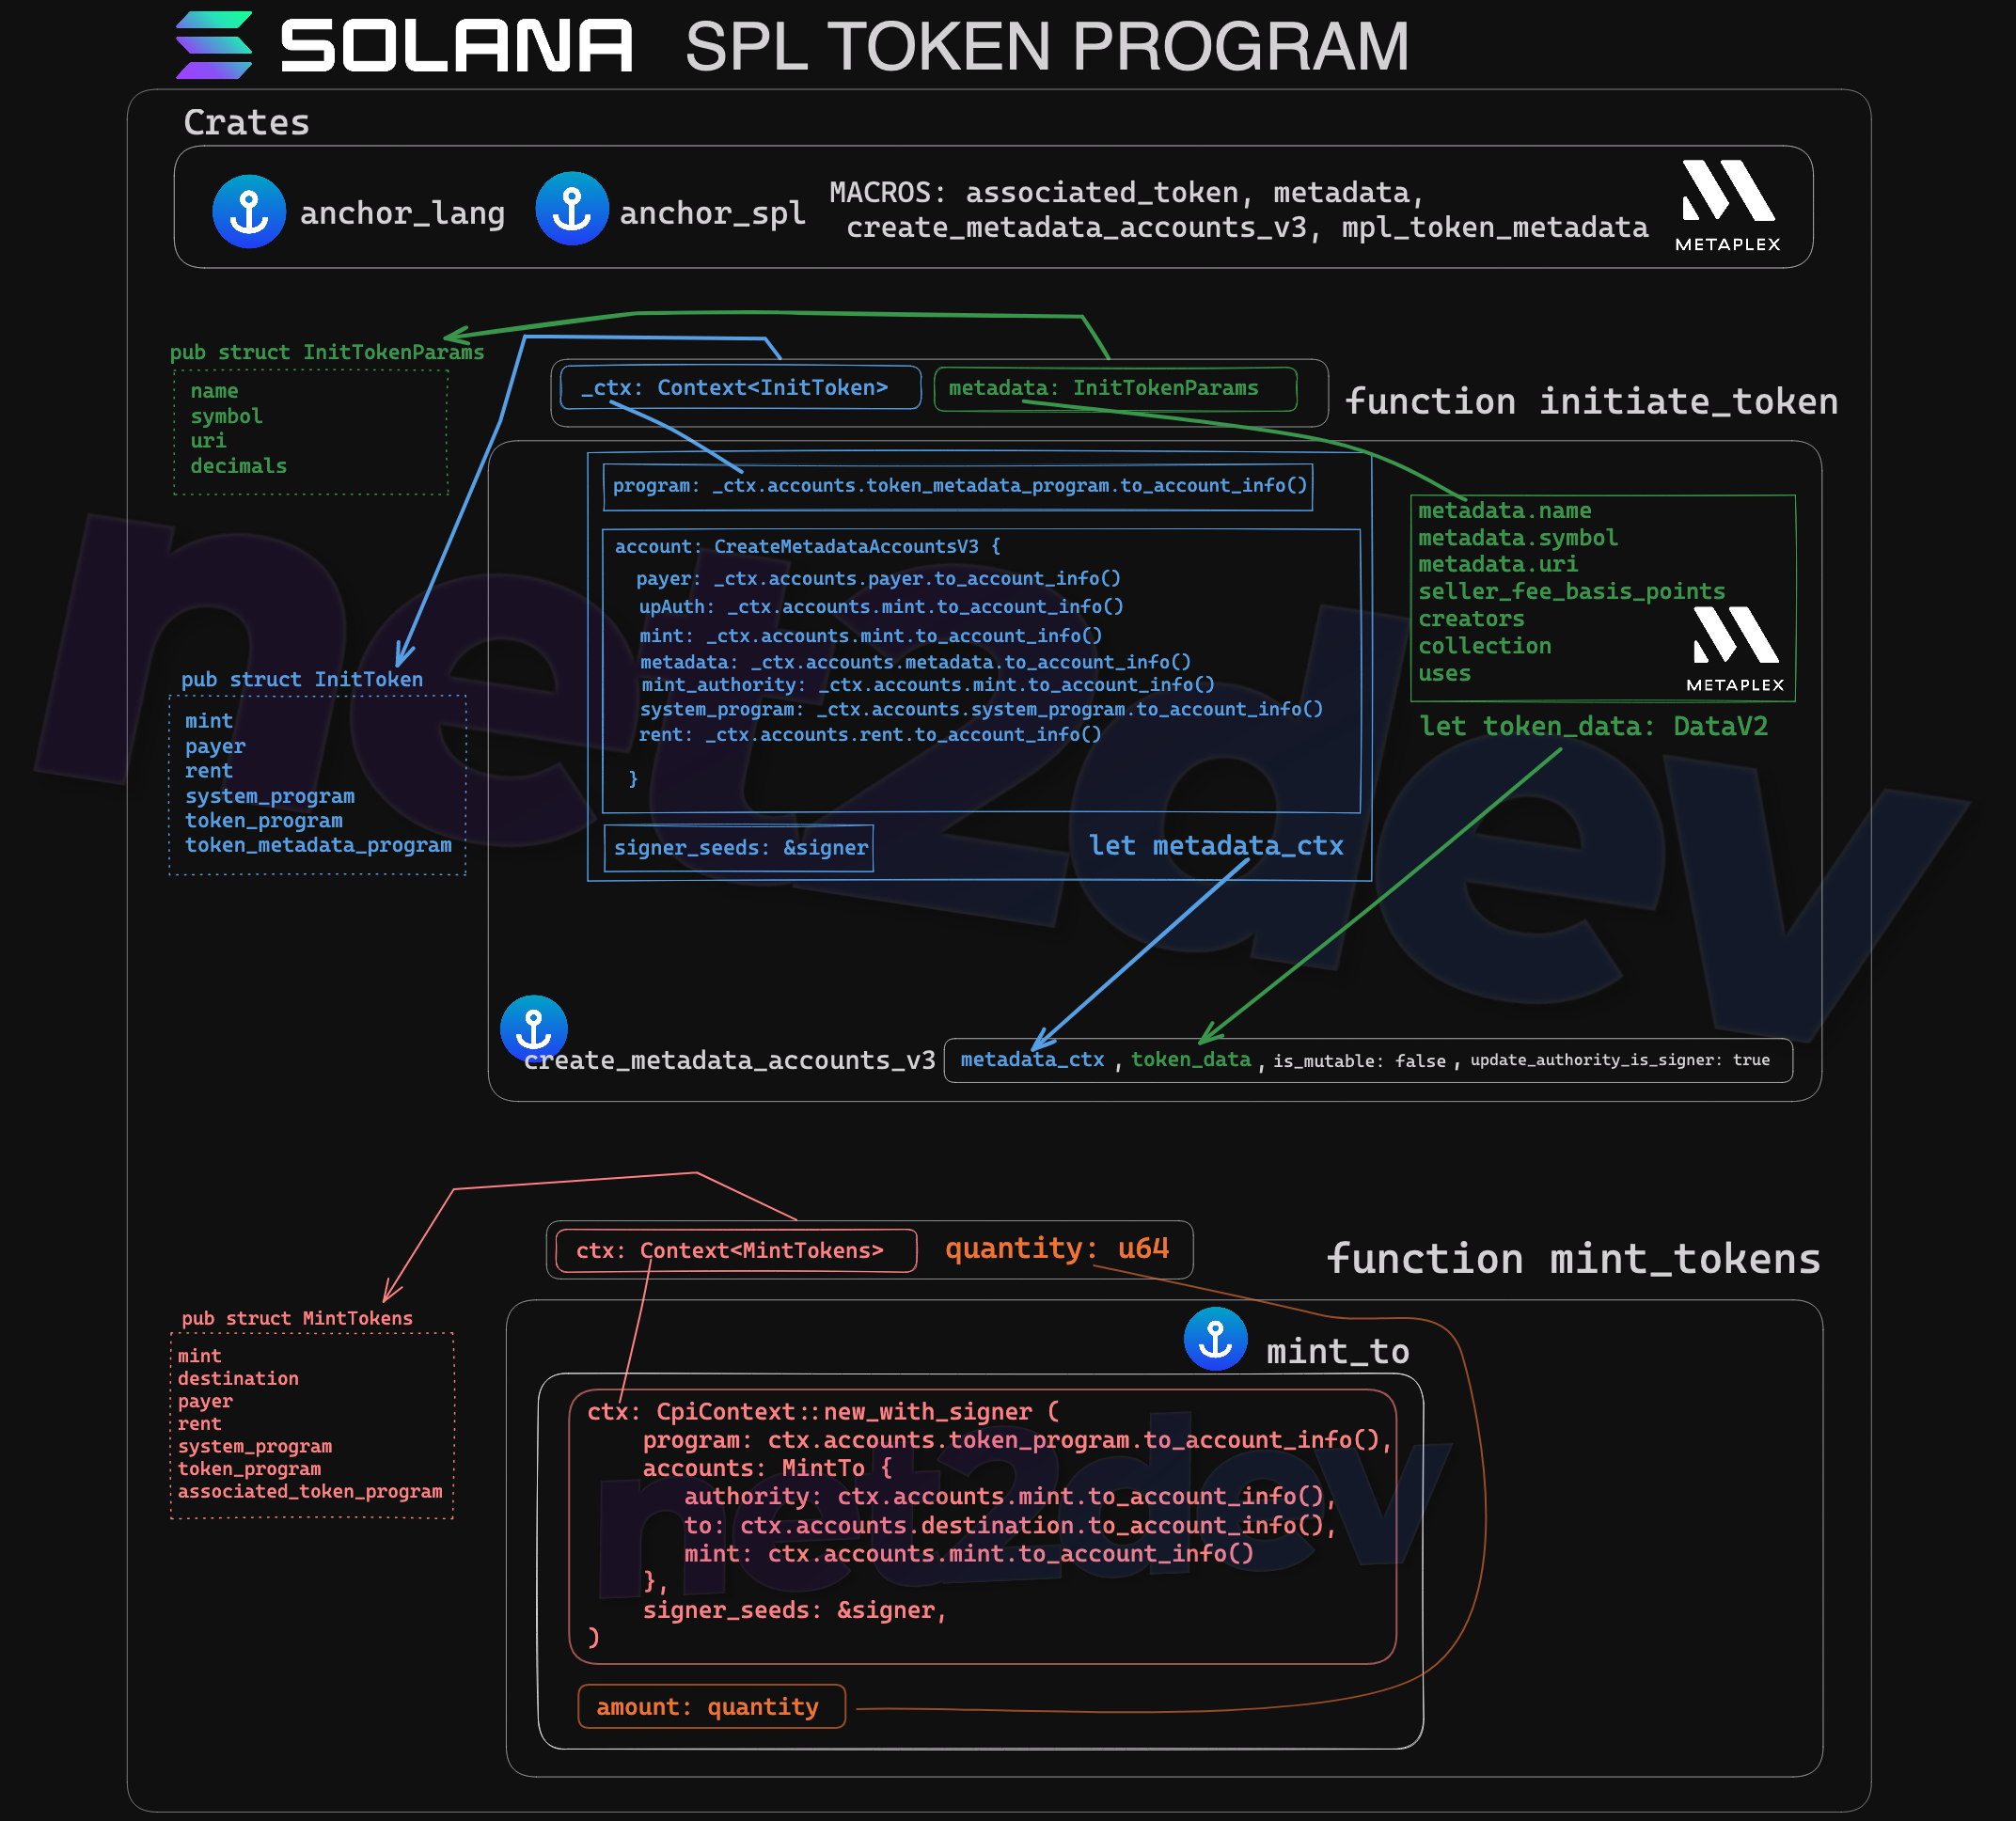 SOLANA SPL TOKEN PROGRAM
Crates
anchor_lang
anchor_spl
MACROS: associated_token, metadata,
create_metadata_accounts_v3, mpl_token_metadata
METAPLEX
pub struct InitTokenParams
name
symbol
uri
decimals
_ctx: Context<InitToken>
metadata: InitTokenParams
function initiate_token
program: _ctx.accounts.token_metadata_program.to_account_info()
account: CreateMetadataAccountsV3 {
payer: _ctx.accounts.payer.to_account_info()
upAuth: _ctx.accounts.mint.to_account_info()
mint: _ctx.accounts.mint.to_account_info()
metadata: _ctx.accounts.metadata.to_account_info()
mint_authority: _ctx.accounts.mint.to_account_info()
system_program: _ctx.accounts.system_program.to_account_info()
rent: _ctx.accounts.rent.to_account_info()
}
signer_seeds: &signer
let metadata_ctx
metadata.name
metadata.symbol
metadata.uri
seller_fee_basis_points
creators
collection
uses
METAPLEX
let token_data: DataV2
pub struct InitToken
mint
payer
rent
system_program
token_program
token_metadata_program
net2dev
create_metadata_accounts_v3
metadata_ctx , token_data , is_mutable: false , update_authority_is_signer: true
ctx: Context<MintTokens>
quantity: u64
function mint_tokens
pub struct MintTokens
mint
destination
payer
rent
system_program
token_program
associated_token_program
mint_to
ctx: CpiContext::new_with_signer (
program: ctx.accounts.token_program.to_account_info(),
accounts: MintTo {
authority: ctx.accounts.mint.to_account_info(),
to: ctx.accounts.destination.to_account_info(),
mint: ctx.accounts.mint.to_account_info()
},
signer_seeds: &signer,
)
net2dev
amount: quantity